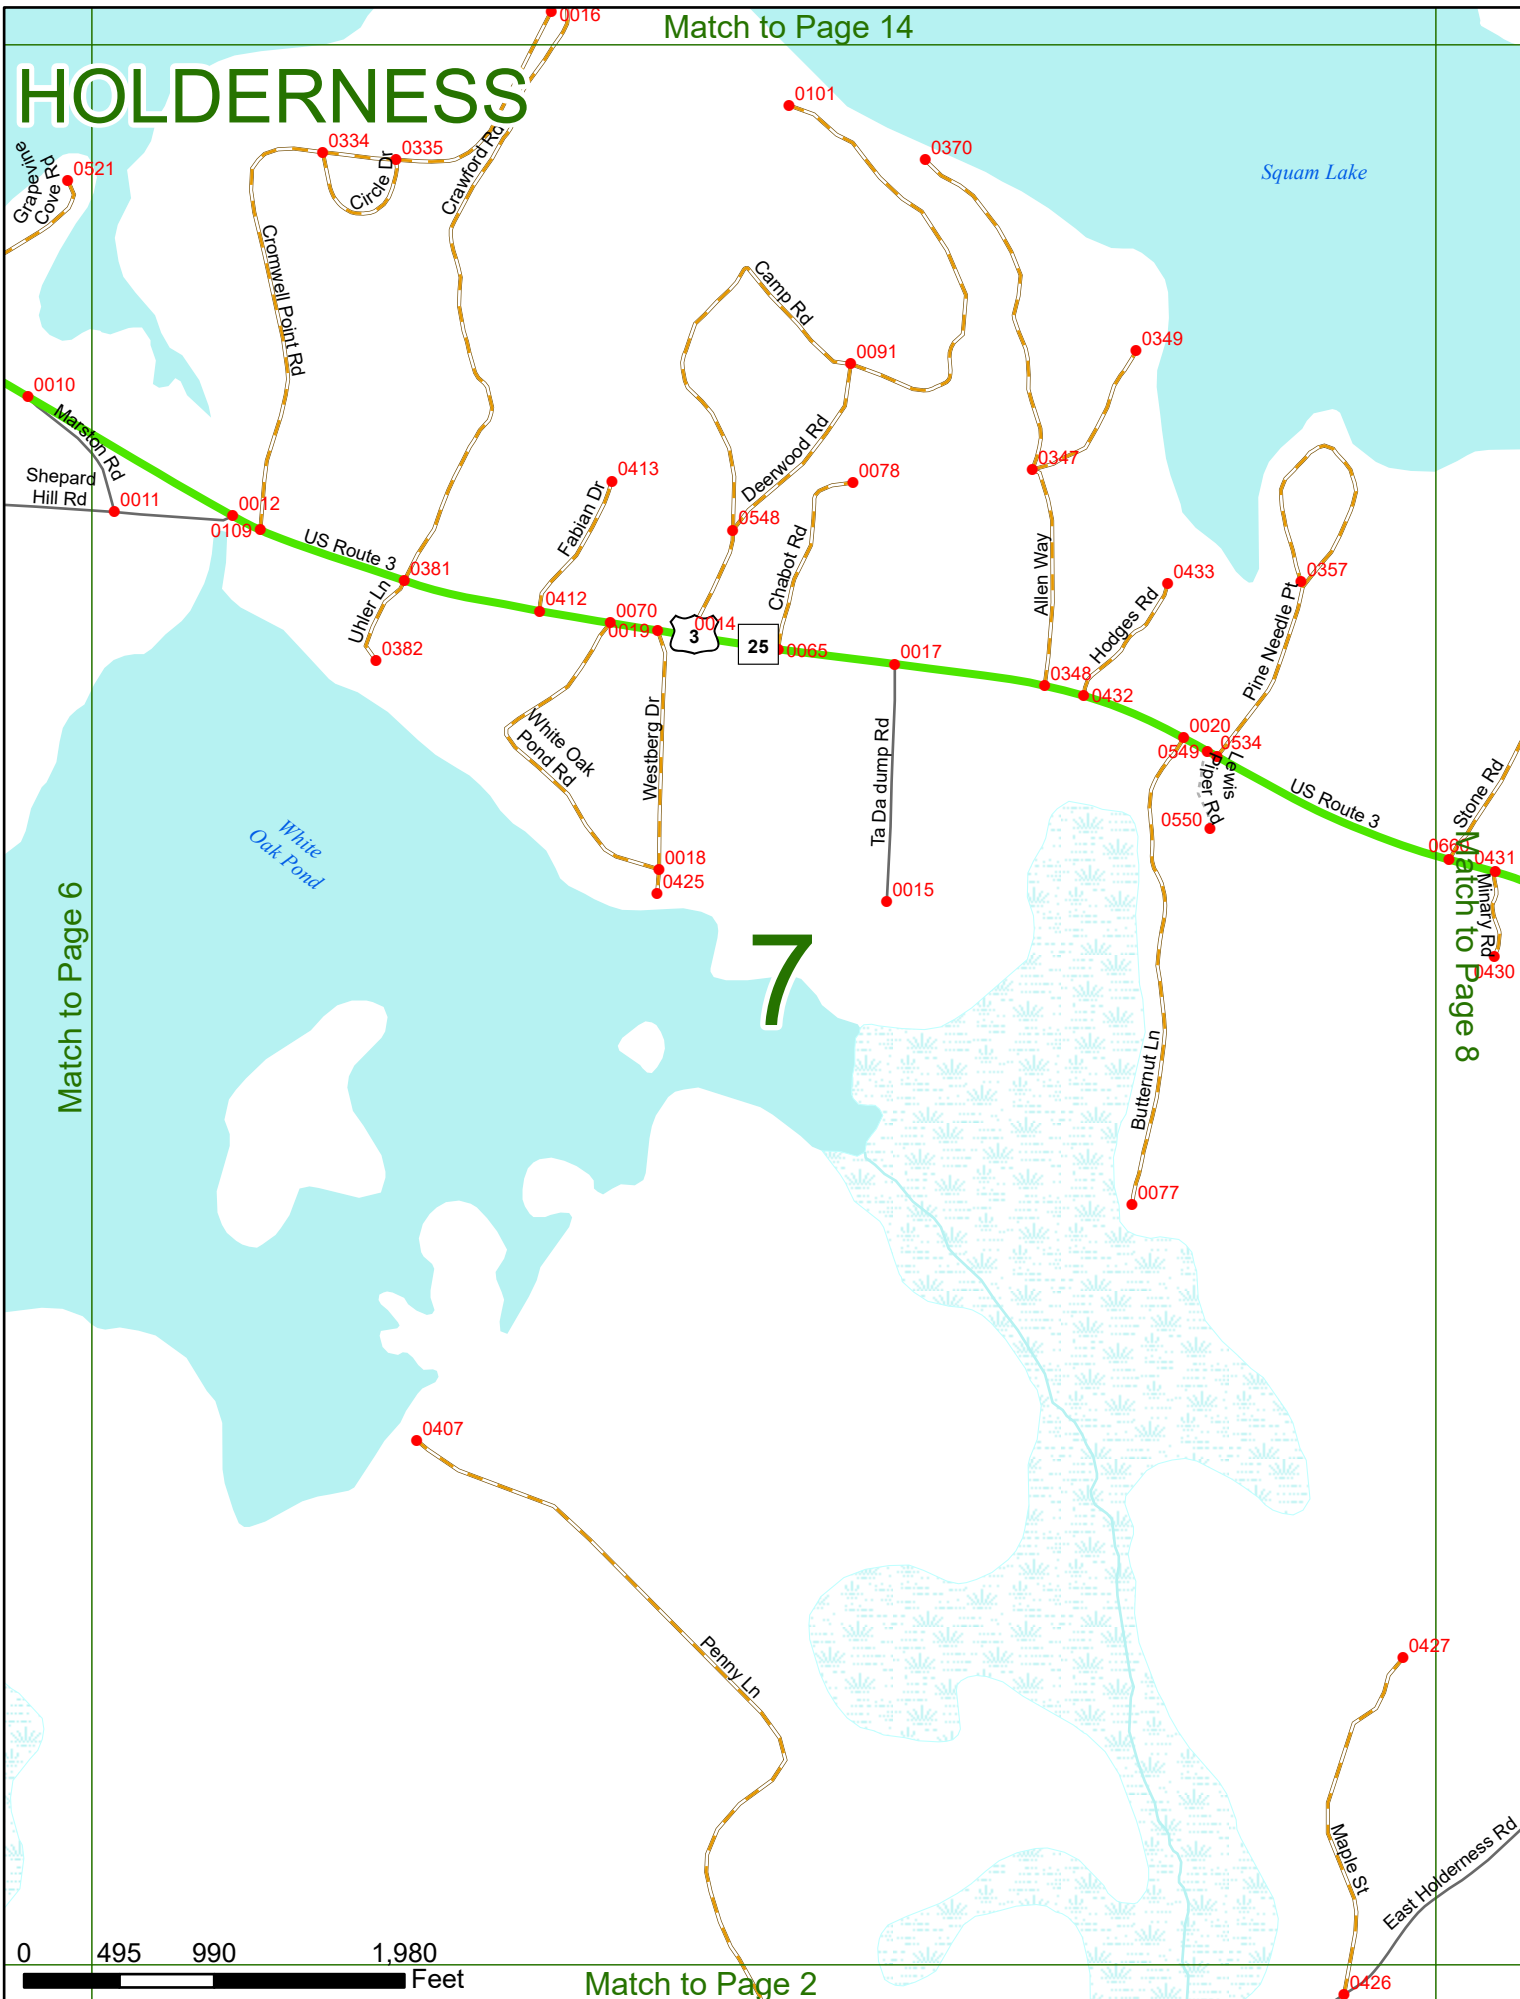 0016
Match to Page 14
HOLDERNESS
0101
0334
0335
0370
Grapevine
Cove Rd
0521
Circle Dr
Crawford Rd
Squam Lake
Cromwell Point Rd
Camp Rd
0349
0091
0010
Marston Rd
Deerwood Rd
0347
Shepard
Hill Rd
0413
0078
0011
0012
0109
US Route 3
Fabian Dr
0548
Chabot Rd
Allen Way
0381
Uhler Ln
0433
0357
Hodges Rd
Pine Needle Pt
0412
0070
0019
0014
3
25
0065
0017
0382
0348
0432
White Oak
Pond Rd
Westberg Dr
Ta Da dump Rd
0020
0549
0534
Lewis
Piper Rd
US Route 3
Stone Rd
0550
White
Oak Pond
0018
0425
0015
0660
0431
Minary Rd
0430
Match to Page 6
7
Match to Page 8
Butternut Ln
0077
0407
Penny Ln
0427
Maple St
East Holderness Rd
0 495 990 1,980
Feet
Match to Page 2
0426